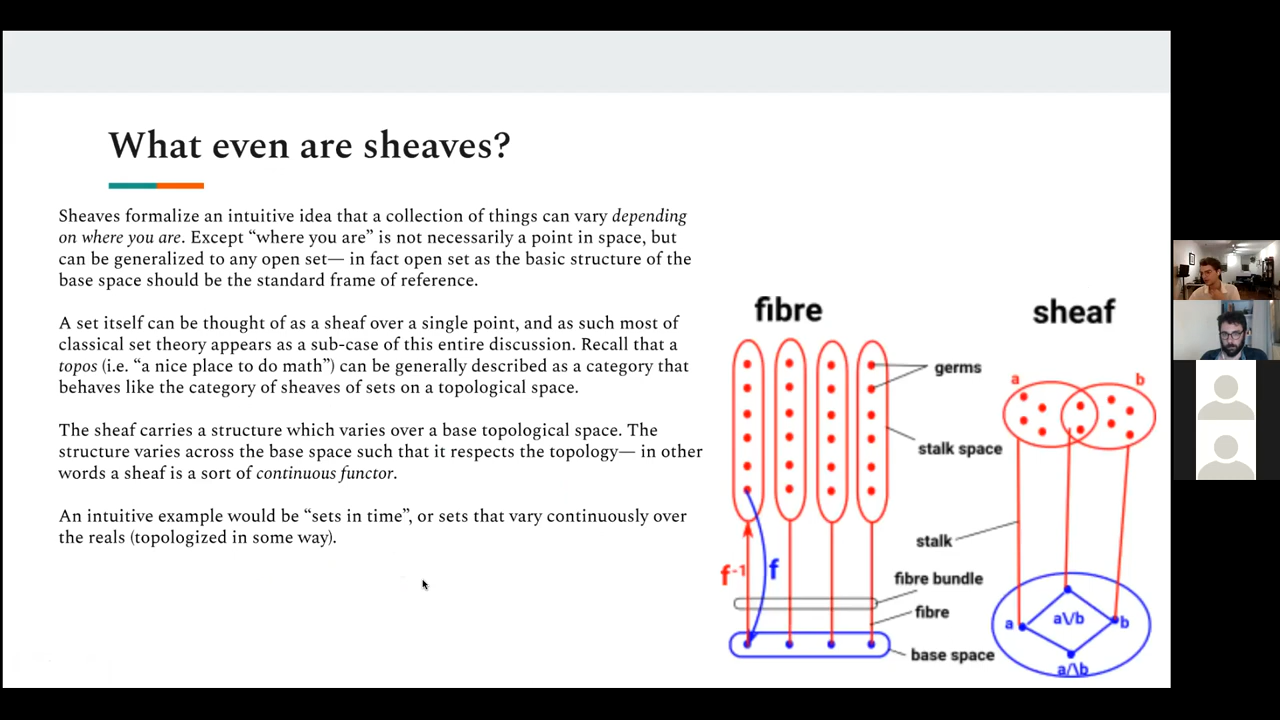 What even are sheaves?
Sheaves formalize an intuitive idea that a collection of things can vary depending
on where you are. Except “where you are” is not necessarily a point in space, but
can be generalized to any open set— in fact open set as the basic structure of the
base space should be the standard frame of reference.
A set itself can be thought of as a sheaf over a single point, and as such most of
classical set theory appears as a sub-case of this entire discussion. Recall that a
topos (i.e. “a nice place to do math”) can be generally described as a category that
behaves like the category of sheaves of sets on a topological space.
The sheaf carries a structure which varies over a base topological space. The
structure varies across the base space such that it respects the topology— in other
words a sheaf is a sort of continuous functor.
An intuitive example would be “sets in time”, or sets that vary continuously over
the reals (topologized in some way).
fibre
germs
stalk space
f-1
f
fibre bundle
fibre
base space
sheaf
a
b
stalk
a
a\/b
b
a/\b